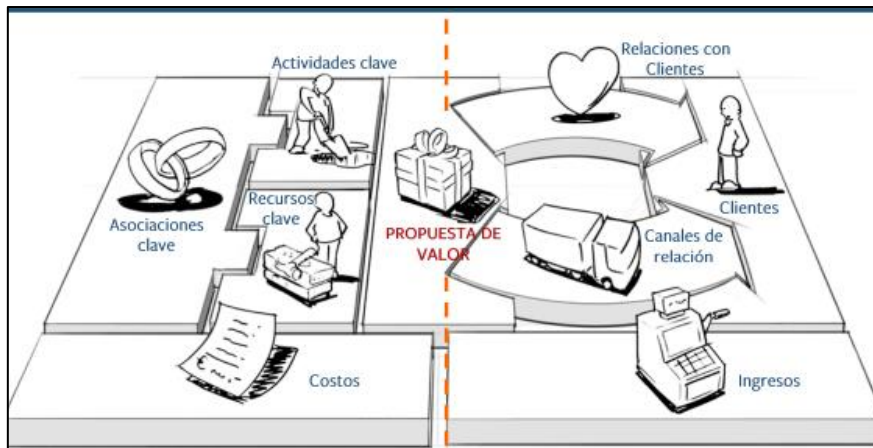 Actividades clave
Relaciones con
Clientes
Asociaciones
clave
Recursos
clave
PROPUESTA DE
VALOR
Canales de
relación
Clientes
Costos
Ingresos